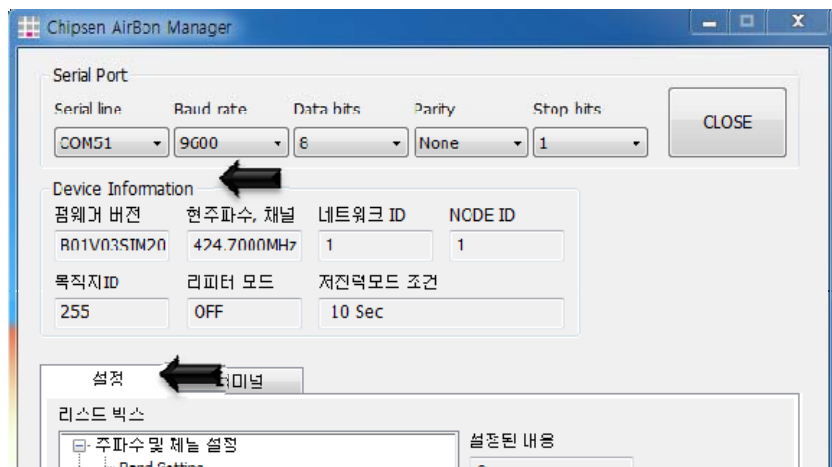 Chipsen AirBon Manager
Serial Port
Serial line Baud rate Data bits Parity Stop bits
COM51 9600 8 None 1 CLOSE
Device Information
펌웨어 버전 현주파수, 채널 네트워크 ID NODE ID
B01V03SIM20 424.7000MHz 1 1
목적지ID 리피터 모드 저전력모드 조건
255 OFF 10 Sec
설정 미널
리스트 박스
주파수 및 채널 설정 설정된 내용
Band Setting